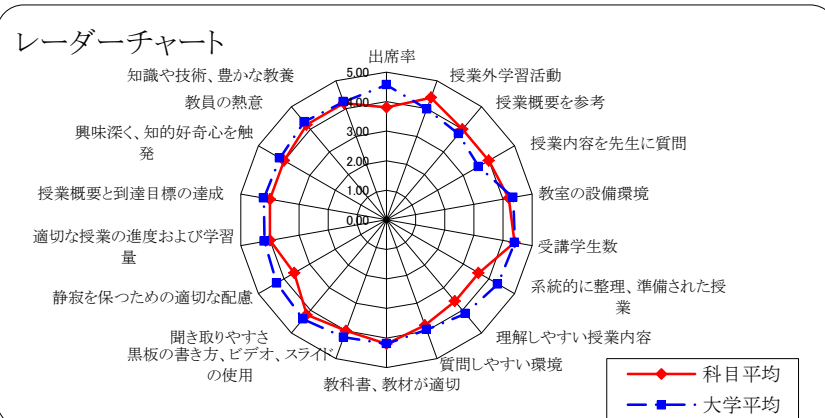 レーダーチャート
出席率
授業外学習活動
授業概要を参考
授業内容を先生に質問
教室の設備環境
受講学生数
系統的に整理、準備された授
業
理解しやすい授業内容
質問しやすい環境
教科書、教材が適切
黒板の書き方、ビデオ、スライド
の使用
聞き取りやすさ
静寂を保つための適切な配慮
適切な授業の進度および学習
量
授業概要と到達目標の達成
興味深く、知的好奇心を触
発
教員の熱意
知識や技術、豊かな教養
5.00
4.00
3.00
2.00
1.00
0.00
科目平均
大学平均